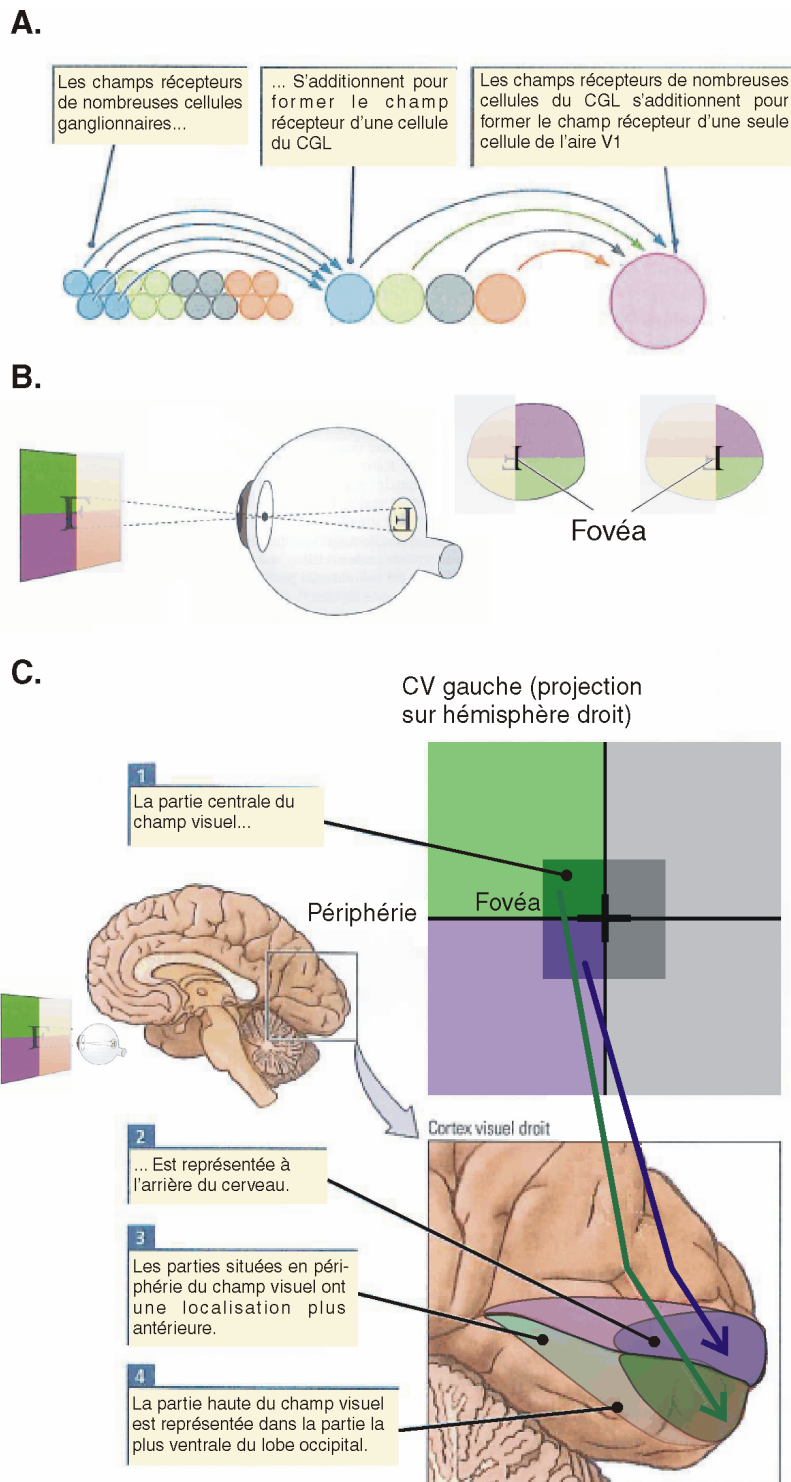 A.
Les champs récepteurs
de nombreuses cellules
ganglionnaires...
... S'additionnent pour
former le champ
récepteur d'une cellule
du CGL
Les champs récepteurs de nombreuses
cellules du CGL s'additionnent pour
former le champ récepteur d'une seule
cellule de l'aire V1
B.
F
F
F
F
Fovéa
C.
CV gauche (projection
sur hémisphère droit)
1
La partie centrale du
champ visuel...
Périphérie
Fovéa
F
Cortex visuel droit
2
... Est représentée à
l'arrière du cerveau.
3
Les parties situées en péri-
phérie du champ visuel ont
une localisation plus
antérieure.
4
La partie haute du champ visuel
est représentée dans la partie la
plus ventrale du lobe occipital.